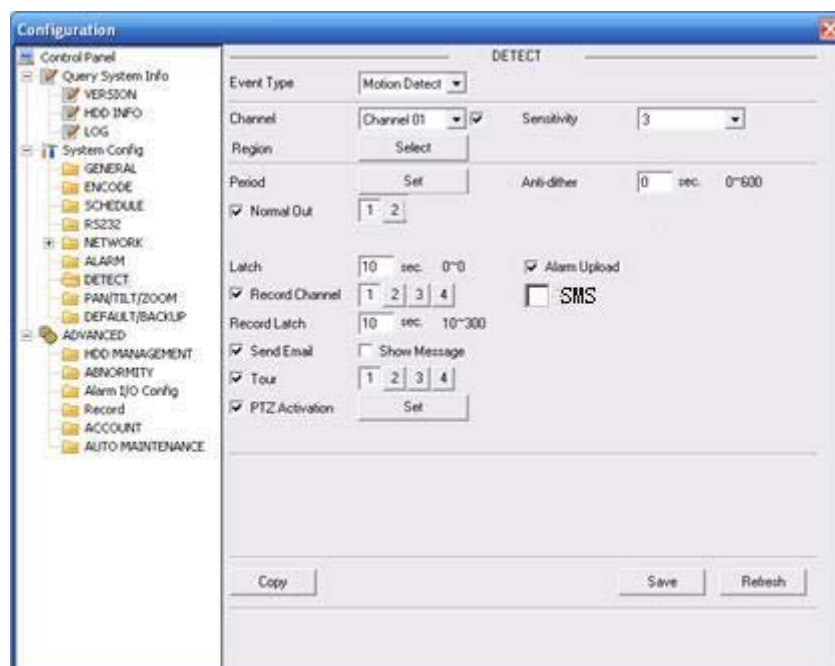 Configuration
Control Panel
Query System Info
VERSION
HDD INFO
LOG
System Config
GENERAL
ENCODE
SCHEDULE
RS232
NETWORK
ALARM
DETECT
PAN/TILT/ZOOM
DEFAULT/BACKUP
ADVANCED
HDD MANAGEMENT
ABNORMITY
Alarm I/O Config
Record
ACCOUNT
AUTO MAINTENANCE
DETECT
Event Type Motion Detect
Channel Channel 01 Sensitivity 3
Region Select
Period Set Anti-dither 0 sec. 0~600
Normal Out 1 2
Latch 10 sec. 0~0 Alarm Upload
Record Channel 1 2 3 4 SMS
Record Latch 10 sec. 10~300
Send Email Show Message
Tour 1 2 3 4
PTZ Activation Set
Copy Save Refresh